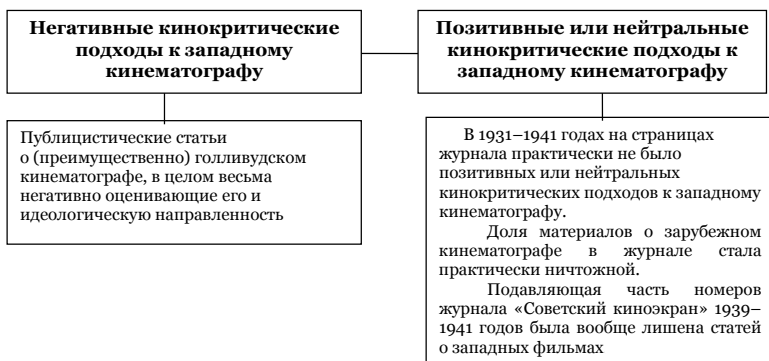 Негативные кинокритические
подходы к западному
кинематографу
Позитивные или нейтральные
кинокритические подходы к
западному кинематографу
Публицистические статьи
о (преимущественно) голливудском
кинематографе, в целом весьма
негативно оценивающие его и
идеологическую направленность
В 1931–1941 годах на страницах
журнала практически не было
позитивных или нейтральных
кинокритических подходов к западному
кинематографу.
Доля материалов о зарубежном
кинематографе в журнале стала
практически ничтожной.
Подавляющая часть номеров
журнала «Советский киноэкран» 1939–
1941 годов была вообще лишена статей
о западных фильмах